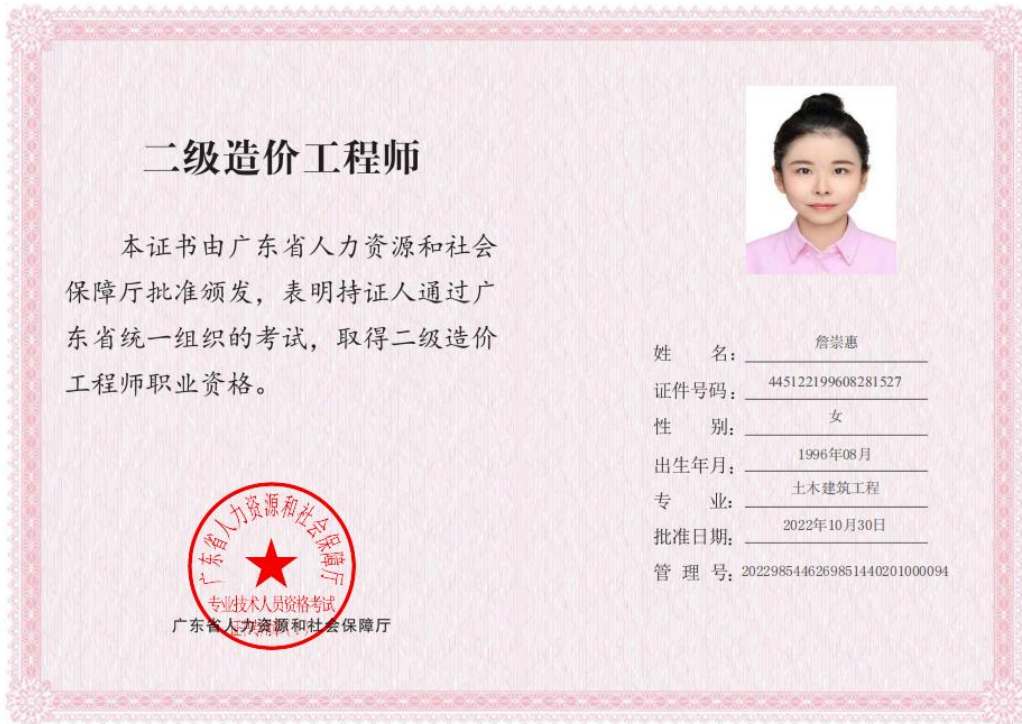 二级造价工程师
本证书由广东省人力资源和社会
保障厅批准颁发，表明持证人通过广
东省统一组织的考试，取得二级造价
工程师职业资格。
广东省人力资源和社会保障厅
专业技术人员资格考试
广东省人力资源和社会保障厅
姓 名：詹崇惠
证件号码：445122199608281527
性 别：女
出生年月：1996年08月
专 业：土木建筑工程
批准日期：2022年10月30日
管 理 号：2022985446269851440201000094